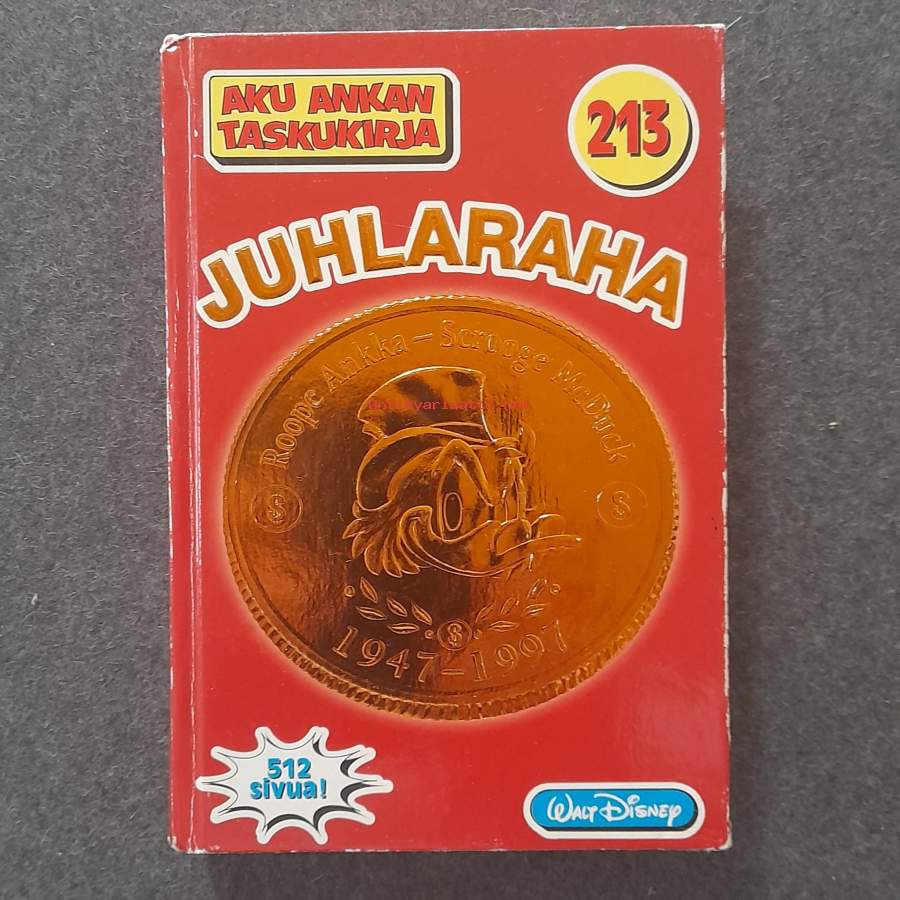 AKU ANKAN
TASKUKIRJA
213
JUHLARAHA
Roope Ankka – Scrooge McDuck
$ $
$
1947–1997
512
sivua!
WALT DISNEY